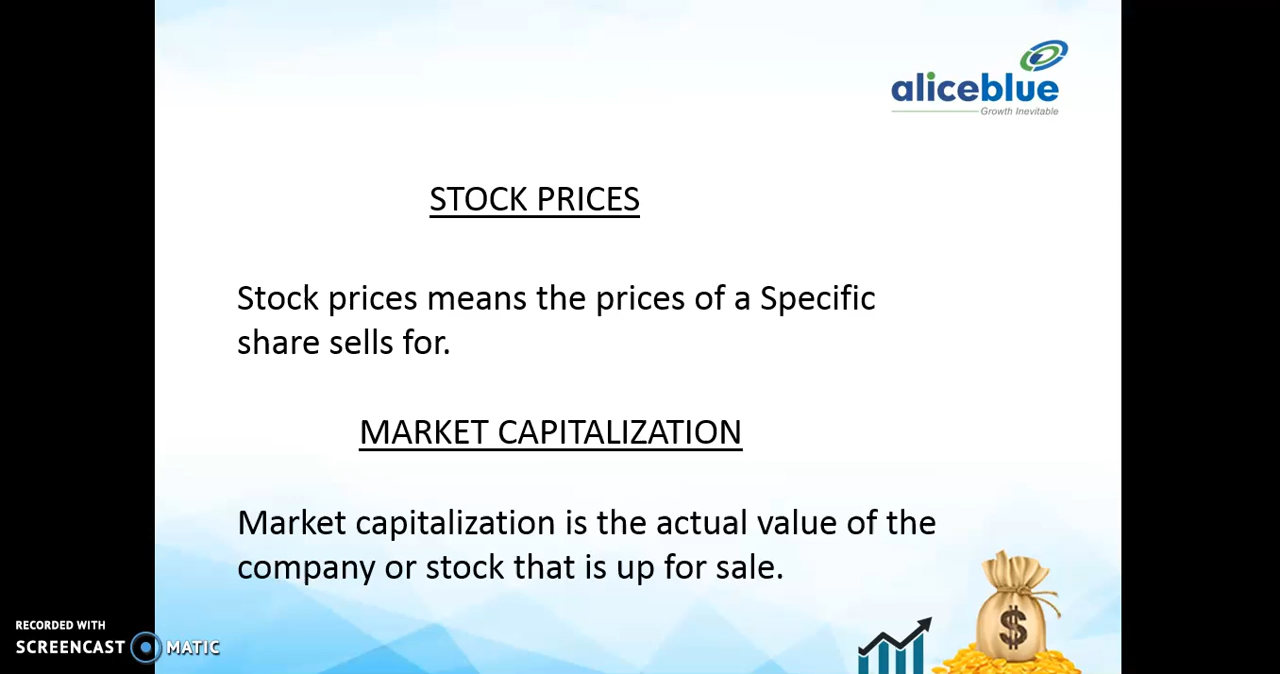 aliceblue
Growth Inevitable
STOCK PRICES
Stock prices means the prices of a Specific
share sells for.
MARKET CAPITALIZATION
Market capitalization is the actual value of the
company or stock that is up for sale.
$
RECORDED WITH
SCREENCAST MATIC